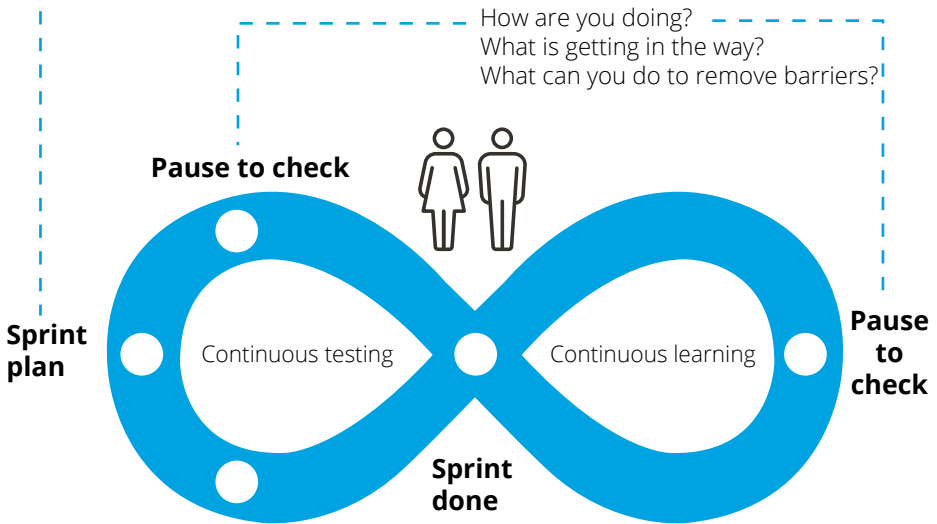 How are you doing?
What is getting in the way?
What can you do to remove barriers?
Pause to check
Sprint
plan
Continuous testing
Continuous learning
Pause
to
check
Sprint
done